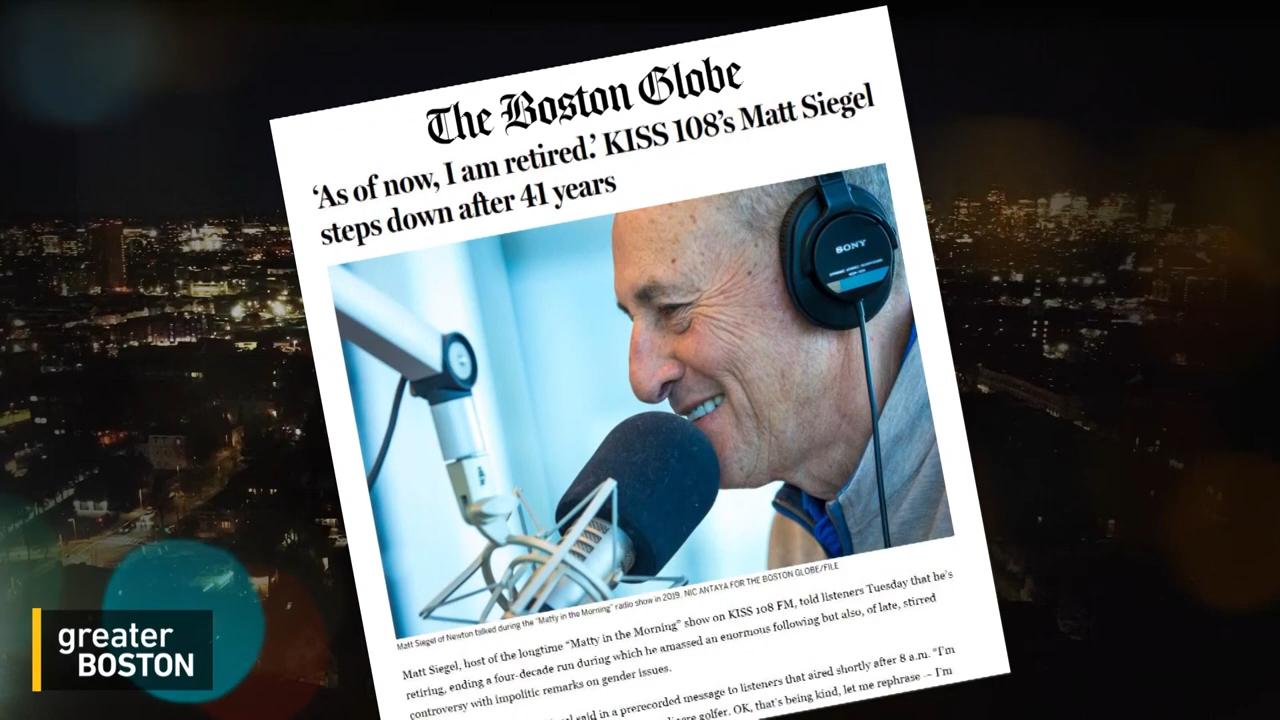 The Boston Globe
‘As of now, I am retired.’ KISS 108’s Matt Siegel
steps down after 41 years
SONY
Matt Siegel of Newton talked during the “Matty in the Morning” radio show in 2019. NIC ANTAYA FOR THE BOSTON GLOBE/FILE
Matt Siegel, host of the longtime “Matty in the Morning” show on KISS 108 FM, told listeners Tuesday that he’s
retiring, ending a four-decade run during which he amassed an enormous following but also, of late, stirred
controversy with impolitic remarks on gender issues.
said in a prerecorded message to listeners that aired shortly after 8 a.m. “I’m
golfer. OK, that’s being kind, let me rephrase — I’m
greater
BOSTON